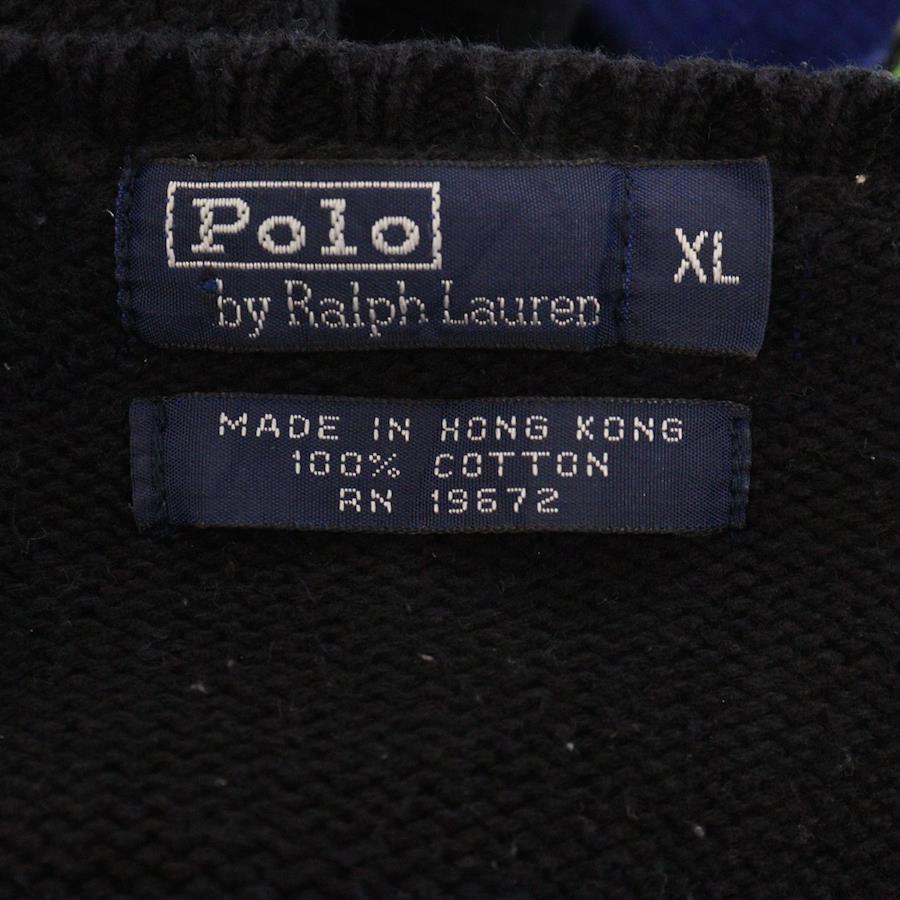 Polo
by Ralph Lauren
XL
MADE IN HONG KONG
100% COTTON
RN 19672